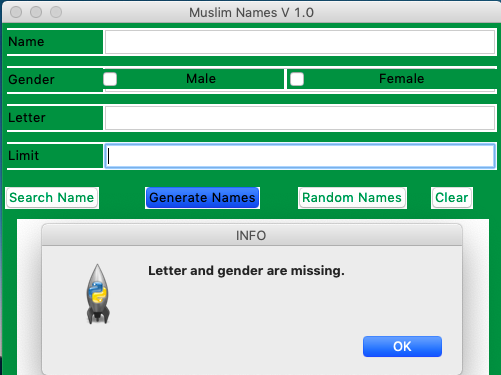 Muslim Names V 1.0
Name
Gender Male Female
Letter
Limit
Search Name Generate Names Random Names Clear
INFO
Letter and gender are missing.
OK